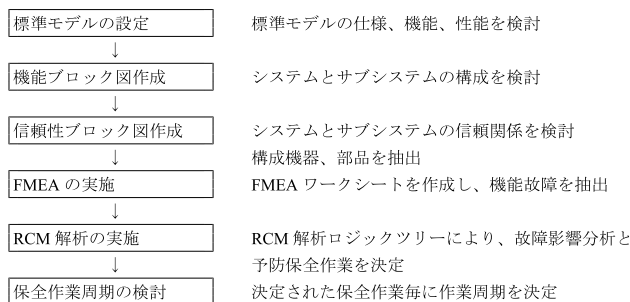 標準モデルの設定 標準モデルの仕様、機能、性能を検討
↓
機能ブロック図作成 システムとサブシステムの構成を検討
↓
信頼性ブロック図作成 システムとサブシステムの信頼関係を検討
↓ 構成機器、部品を抽出
FMEA の実施 FMEA ワークシートを作成し、機能故障を抽出
↓
RCM 解析の実施 RCM 解析ロジックツリーにより、故障影響分析と
↓ 予防保全作業を決定
保全作業周期の検討 決定された保全作業毎に作業周期を決定